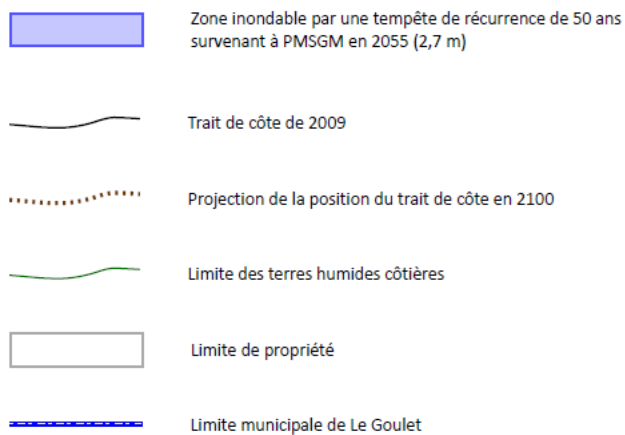 Zone inondable par une tempête de récurrence de 50 ans
survenant à PMSGM en 2055 (2,7 m)
Trait de côte de 2009
Projection de la position du trait de côte en 2100
Limite des terres humides côtières
Limite de propriété
Limite municipale de Le Goulet